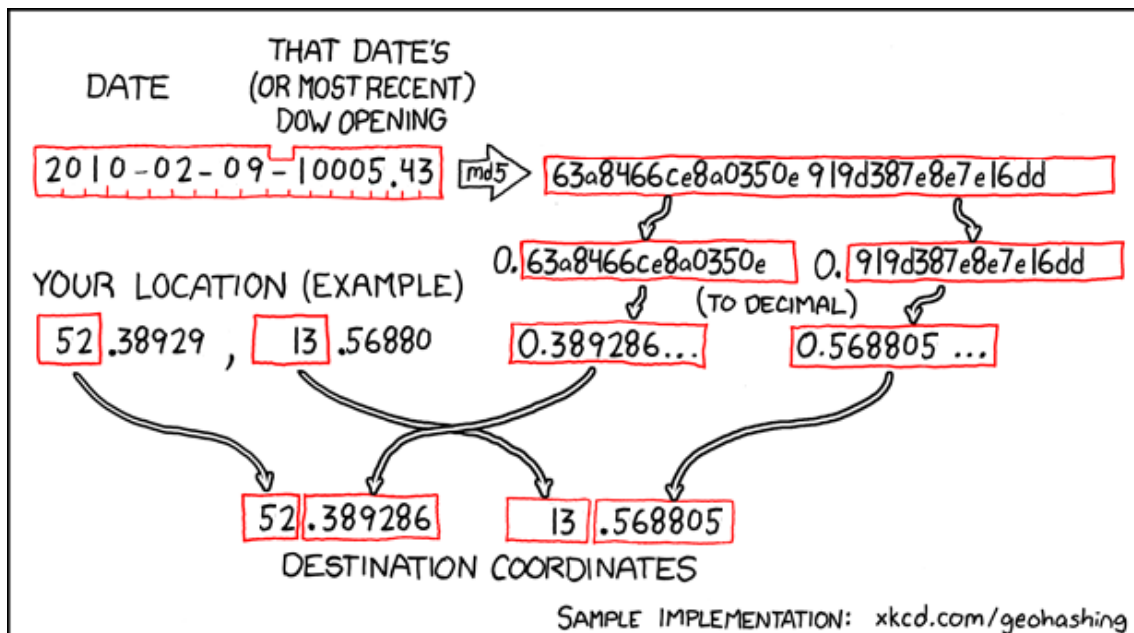 DATE
THAT DATE'S
(OR MOST RECENT)
DOW OPENING
2010-02-09-10005.43
md5
63a8466ce8a0350e919d387e8e7e16dd
0.63a8466ce8a0350e
0.919d387e8e7e16dd
YOUR LOCATION (EXAMPLE)
(TO DECIMAL)
52.38929, 13.56880
0.389286...
0.568805...
52.389286
13.568805
DESTINATION COORDINATES
SAMPLE IMPLEMENTATION: xkcd.com/geohashing